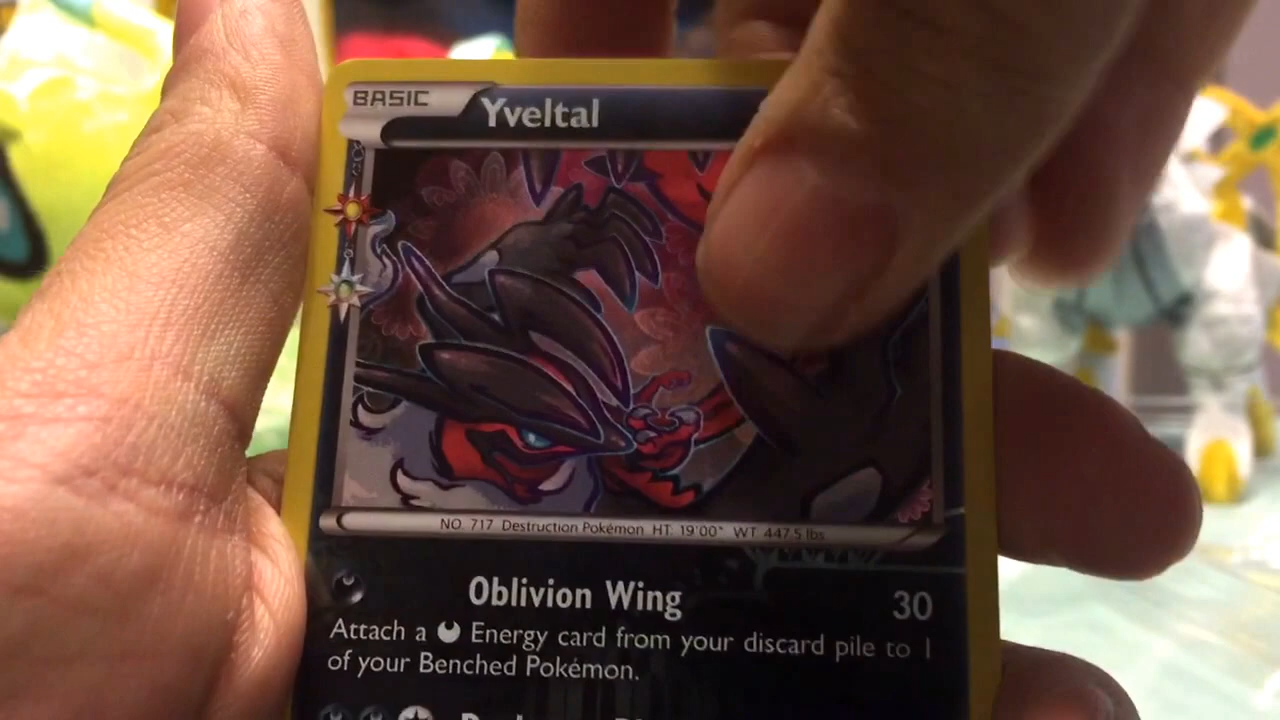 BASIC
Yveltal
NO. 717 Destruction Pokémon HT: 19'00" WT: 447.5 lbs.
Oblivion Wing 30
Attach a Energy card from your discard pile to 1
of your Benched Pokémon.